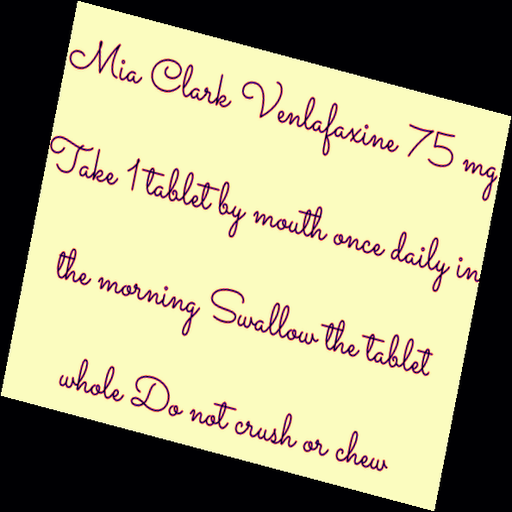 Mia Clark Venlafaxine 75 mg
Take 1 tablet by mouth once daily in
the morning Swallow the tablet
whole Do not crush or chew